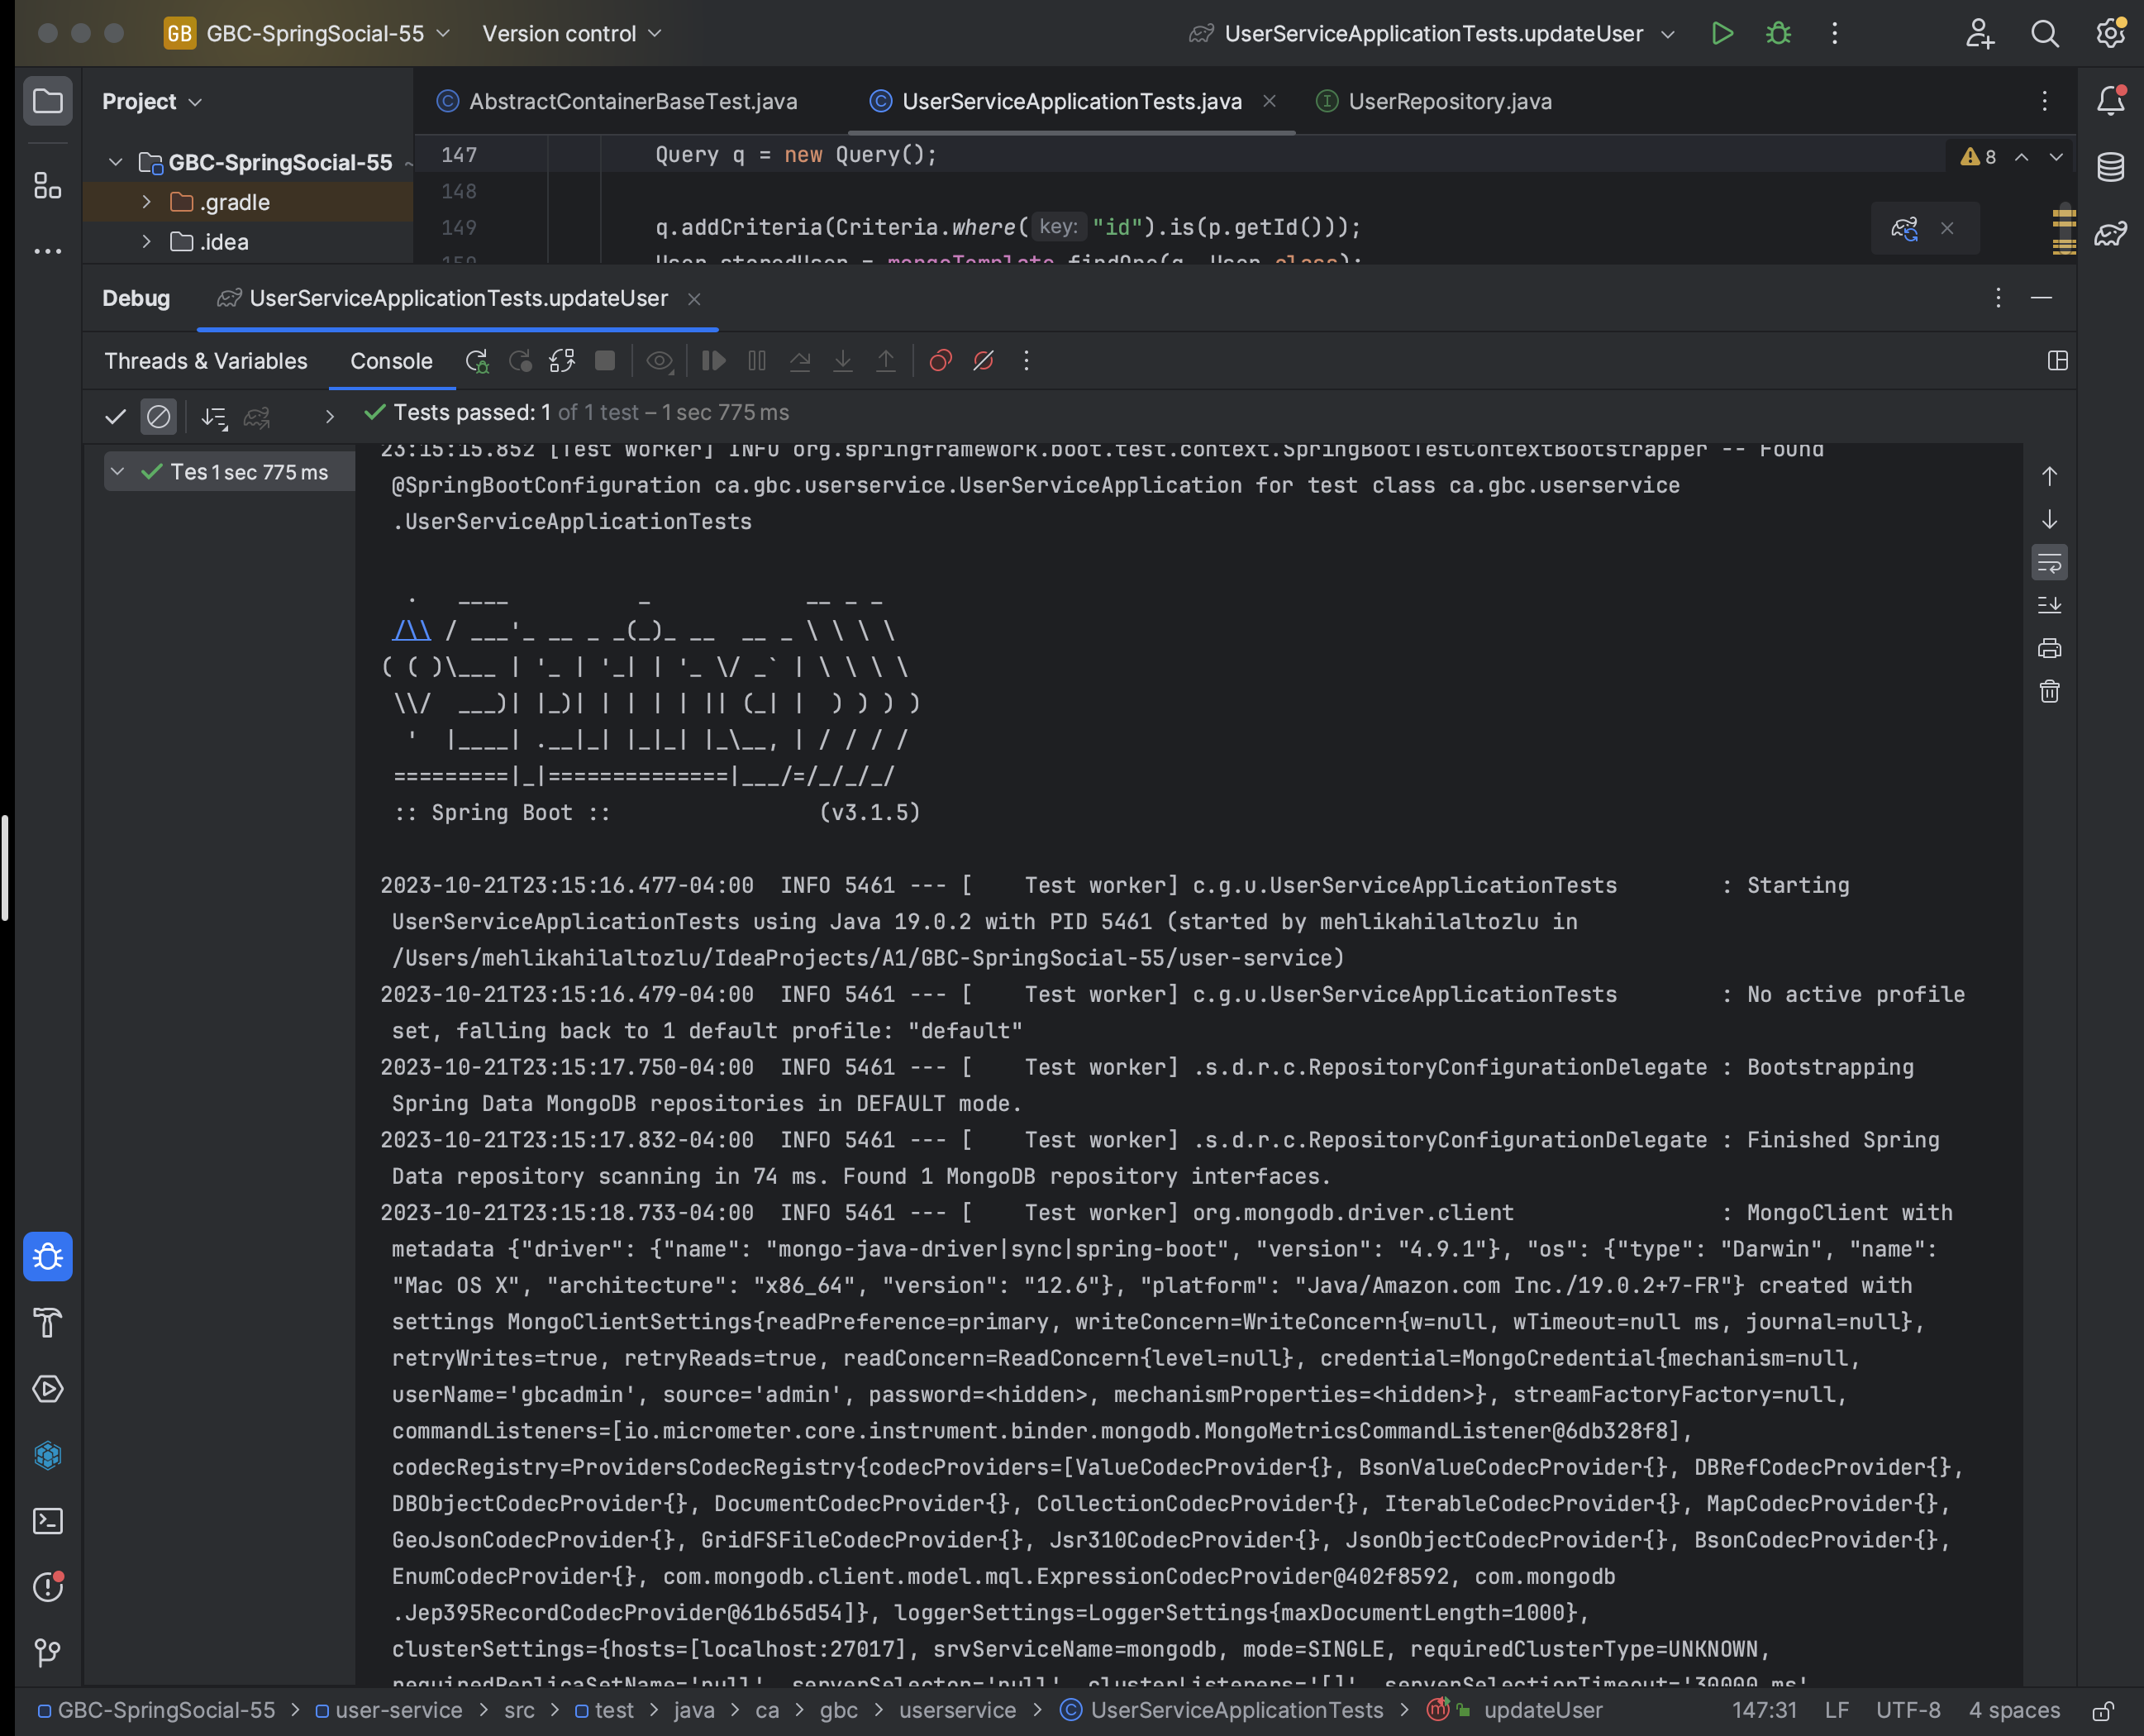 GB GBC-SpringSocial-55 Version control UserServiceApplicationTests.updateUser
Project AbstractContainerBaseTest.java UserServiceApplicationTests.java UserRepository.java
GBC-SpringSocial-55
.gradle
.idea
147 Query q = new Query(); 8
148
149 q.addCriteria(Criteria.where( key: "id").is(p.getId()));
150 User storedUser = mongoTemplate.findOne(q, User.class);
Debug UserServiceApplicationTests.updateUser
Threads & Variables Console
Tests passed: 1 of 1 test – 1 sec 775 ms
Tes 1 sec 775 ms
23:15:15.852 [Test worker] INFO org.springframework.boot.test.context.SpringBootTestContextBootstrapper -- Found
@SpringBootConfiguration ca.gbc.userservice.UserServiceApplication for test class ca.gbc.userservice
.UserServiceApplicationTests
  .   ____          _            __ _ _
 /\\ / ___'_ __ _ _(_)_ __  __ _ \ \ \ \
( ( )\___ | '_ | '_| | '_ \/ _` | \ \ \ \
 \\/  ___)| |_)| | | | | || (_| |  ) ) ) )
  '  |____| .__|_| |_|_| |_\__, | / / / /
 =========|_|==============|___/=/_/_/_/
 :: Spring Boot ::                (v3.1.5)
2023-10-21T23:15:16.477-04:00  INFO 5461 --- [    Test worker] c.g.u.UserServiceApplicationTests        : Starting
UserServiceApplicationTests using Java 19.0.2 with PID 5461 (started by mehlikahilaltozlu in
/Users/mehlikahilaltozlu/IdeaProjects/A1/GBC-SpringSocial-55/user-service)
2023-10-21T23:15:16.479-04:00  INFO 5461 --- [    Test worker] c.g.u.UserServiceApplicationTests        : No active profile
set, falling back to 1 default profile: "default"
2023-10-21T23:15:17.750-04:00  INFO 5461 --- [    Test worker] .s.d.r.c.RepositoryConfigurationDelegate : Bootstrapping
Spring Data MongoDB repositories in DEFAULT mode.
2023-10-21T23:15:17.832-04:00  INFO 5461 --- [    Test worker] .s.d.r.c.RepositoryConfigurationDelegate : Finished Spring
Data repository scanning in 74 ms. Found 1 MongoDB repository interfaces.
2023-10-21T23:15:18.733-04:00  INFO 5461 --- [    Test worker] org.mongodb.driver.client                : MongoClient with
metadata {"driver": {"name": "mongo-java-driver|sync|spring-boot", "version": "4.9.1"}, "os": {"type": "Darwin", "name":
"Mac OS X", "architecture": "x86_64", "version": "12.6"}, "platform": "Java/Amazon.com Inc./19.0.2+7-FR"} created with
settings MongoClientSettings{readPreference=primary, writeConcern=WriteConcern{w=null, wTimeout=null ms, journal=null},
retryWrites=true, retryReads=true, readConcern=ReadConcern{level=null}, credential=MongoCredential{mechanism=null,
userName='gbcadmin', source='admin', password=<hidden>, mechanismProperties=<hidden>}, streamFactoryFactory=null,
commandListeners=[io.micrometer.core.instrument.binder.mongodb.MongoMetricsCommandListener@6db328f8],
codecRegistry=ProvidersCodecRegistry{codecProviders=[ValueCodecProvider{}, BsonValueCodecProvider{}, DBRefCodecProvider{},
DBObjectCodecProvider{}, DocumentCodecProvider{}, CollectionCodecProvider{}, IterableCodecProvider{}, MapCodecProvider{},
GeoJsonCodecProvider{}, GridFSFileCodecProvider{}, Jsr310CodecProvider{}, JsonObjectCodecProvider{}, BsonCodecProvider{},
EnumCodecProvider{}, com.mongodb.client.model.mql.ExpressionCodecProvider@402f8592, com.mongodb
.Jep395RecordCodecProvider@61b65d54]}, loggerSettings=LoggerSettings{maxDocumentLength=1000},
clusterSettings={hosts=[localhost:27017], srvServiceName=mongodb, mode=SINGLE, requiredClusterType=UNKNOWN,
requiredReplicaSetName='null', serverSelector='null', clusterListeners='[]', serverSelectionTimeout='30000 ms'
GBC-SpringSocial-55 > user-service > src > test > java > ca > gbc > userservice > UserServiceApplicationTests > updateUser 147:31 LF UTF-8 4 spaces